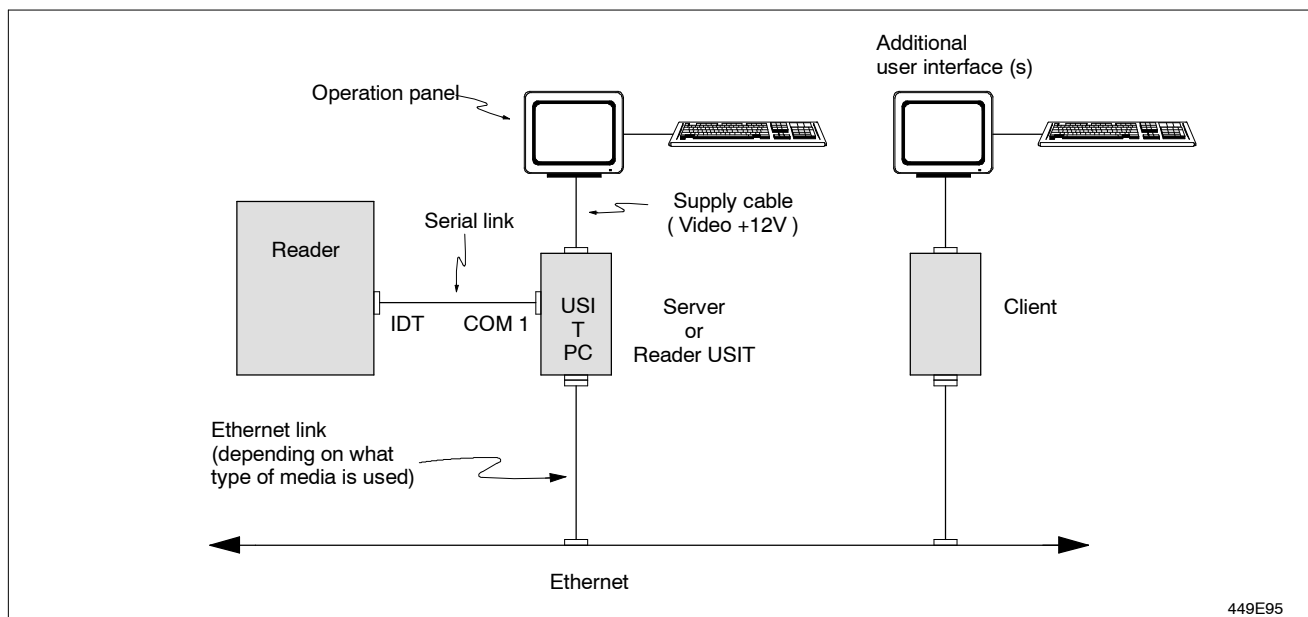 Additional
user interface (s)
Operation panel
Supply cable
( Video +12V )
Serial link
Reader
IDT
COM 1
USI
T
PC
Server
or
Reader USIT
Client
Ethernet link
(depending on what
type of media is used)
Ethernet
449E95